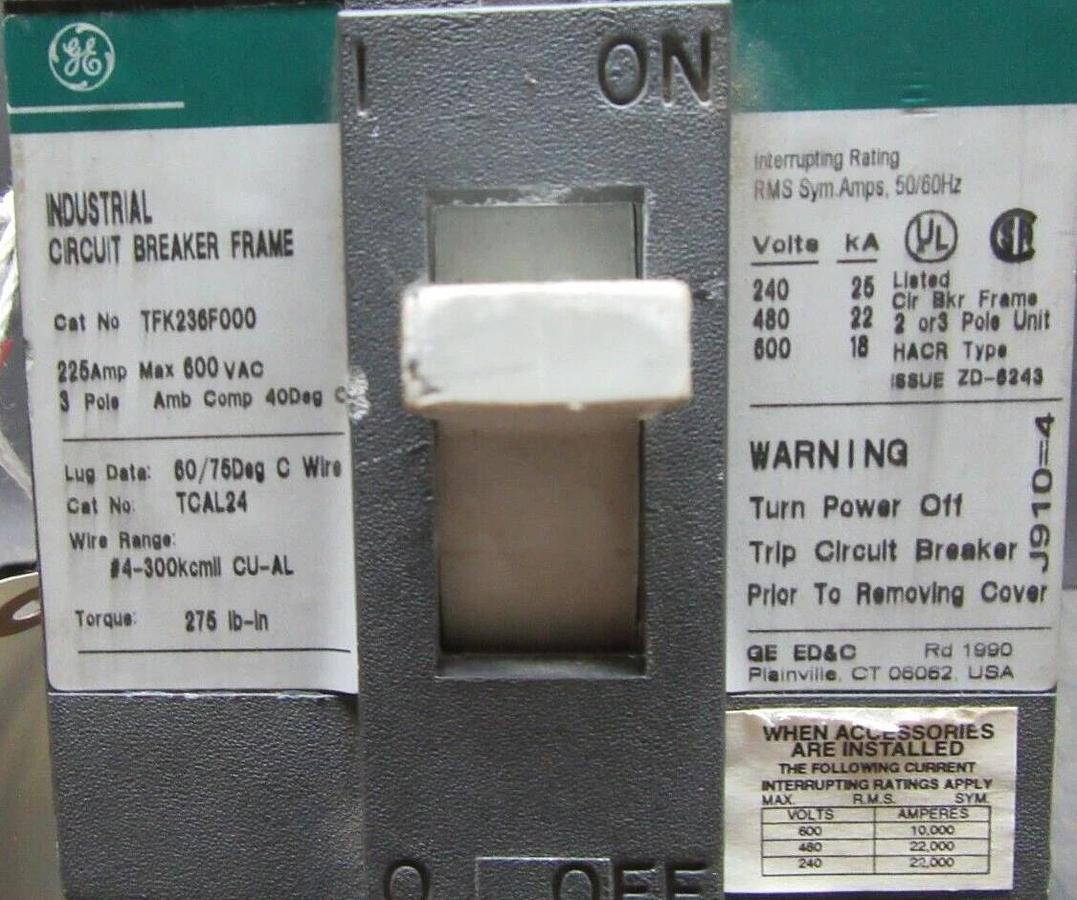 GE
INDUSTRIAL
CIRCUIT BREAKER FRAME
Cat No TFK236F000
225Amp Max 600 VAC
3 Pole Amb Comp 40Deg C
Lug Data: 60/75Deg C Wire
Cat No: TCAL24
Wire Range:
#4-300kcmil CU-AL
Torque: 275 lb-in
I ON
O OFF
Interrupting Rating
RMS Sym.Amps, 50/60Hz
Volts kA UL SA
240 25 Listed
Cir Bkr Frame
480 22 2 or3 Pole Unit
600 18 HACR Type
ISSUE ZD-6243
WARNING
Turn Power Off
Trip Circuit Breaker
Prior To Removing Cover
J910-4
GE ED&C Rd 1990
Plainville, CT 06062, USA
WHEN ACCESSORIES
ARE INSTALLED
THE FOLLOWING CURRENT
INTERRUPTING RATINGS APPLY
MAX. R.M.S. SYM.
VOLTS AMPERES
600 10,000
480 22,000
240 22,000